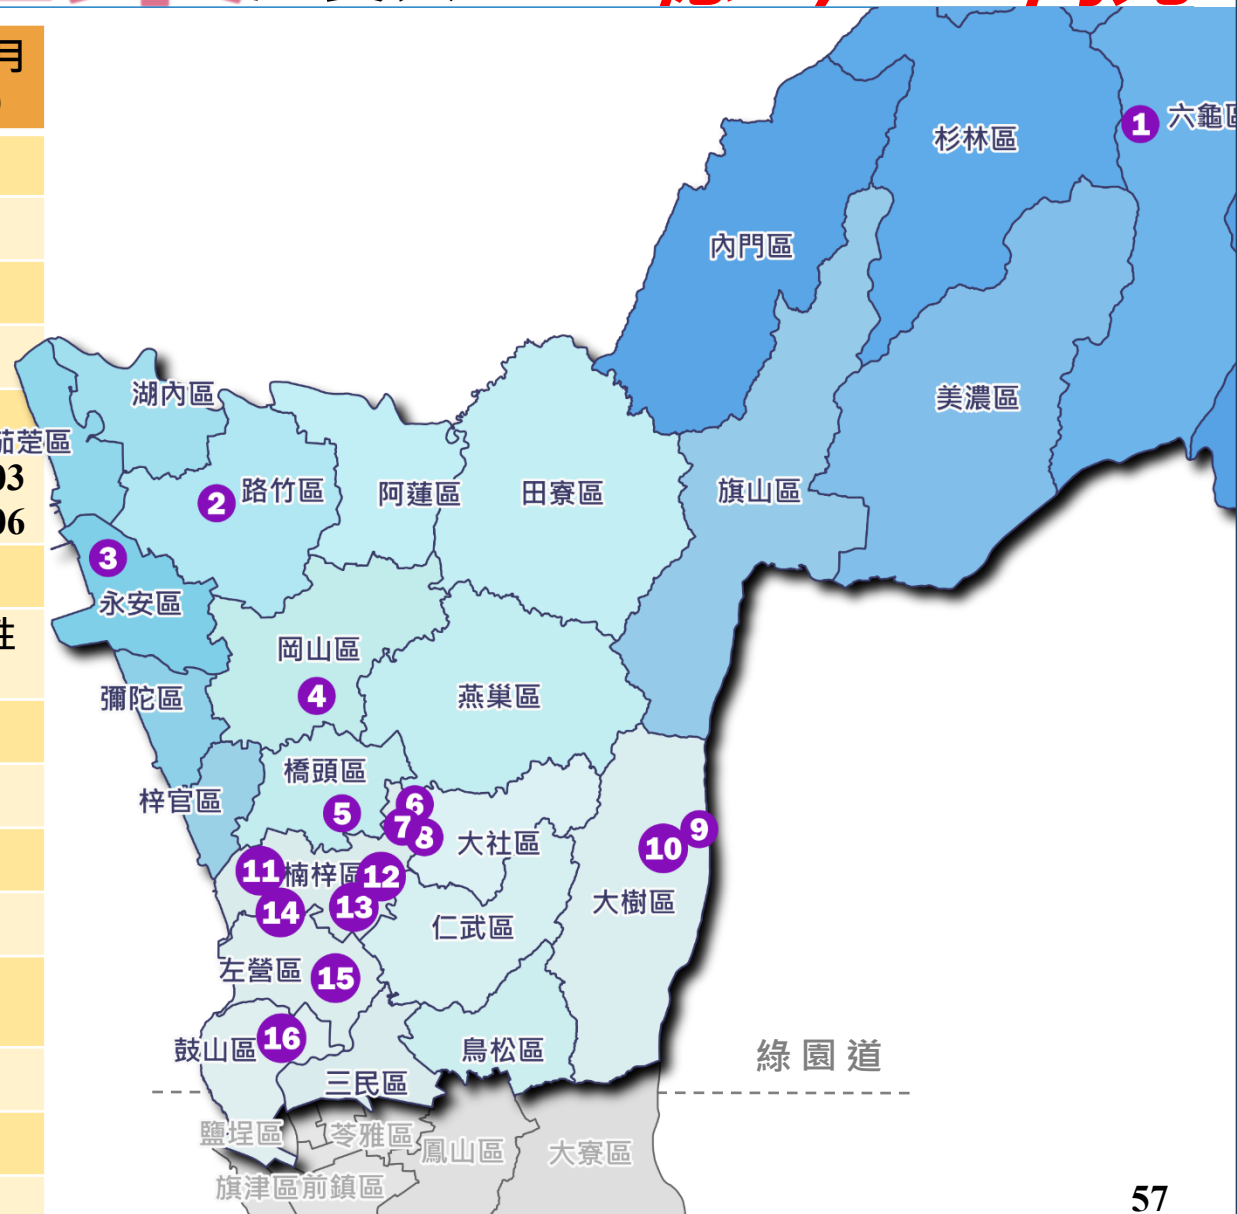 月
六龜區
1
杉林區
內門區
湖內區
美濃區
茄萣區
03
2
路竹區
阿蓮區
田寮區
旗山區
06
3
永安區
性
岡山區
4
彌陀區
燕巢區
橋頭區
梓官區
5
6
7
8
大社區
9
10
11
楠梓區
12
大樹區
13
14
仁武區
左營區
15
鼓山區
16
鳥松區
綠園道
三民區
鹽埕區
苓雅區
鳳山區
大寮區
旗津區
前鎮區
57